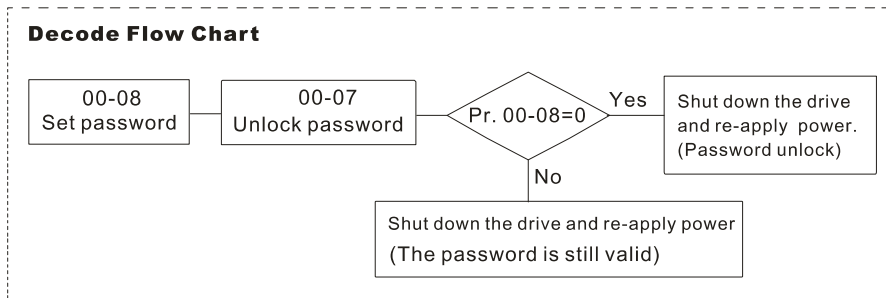 Decode Flow Chart
00-08
Set password
00-07
Unlock password
Pr. 00-08=0
Yes
Shut down the drive
and re-apply power.
(Password unlock)
No
Shut down the drive and re-apply power
(The password is still valid)